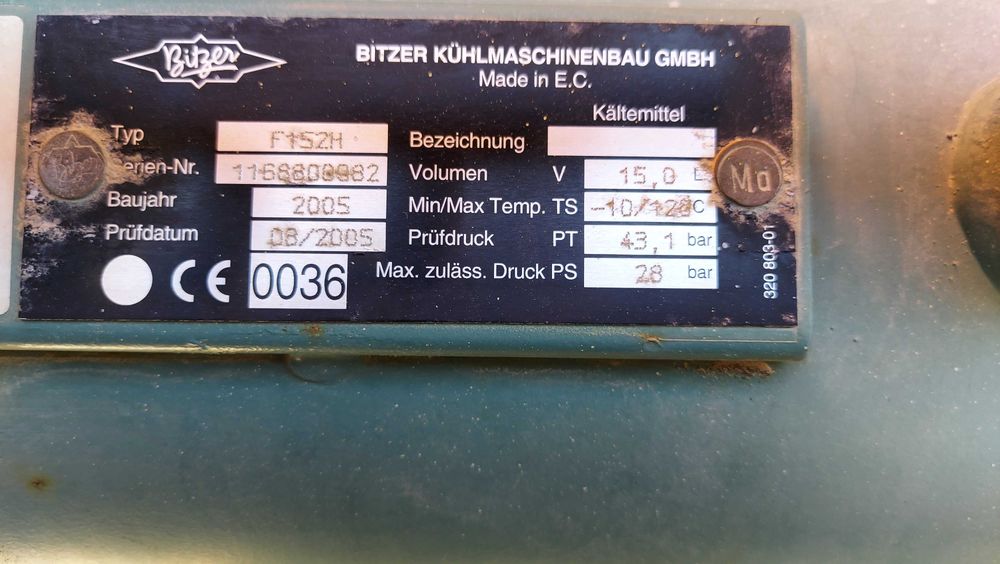 Bitzer
BITZER KÜHLMASCHINENBAU GMBH
Made in E.C.
Kältemittel
Typ F152H
Serien-Nr.
Baujahr 2005
Prüfdatum 08/2005
CE 0036
Bezeichnung
Volumen V 15,0 L
Min/Max Temp. TS °C
Prüfdruck PT 43,1 bar
Max. zuläss. Druck PS 28 bar
Md
320 803-01